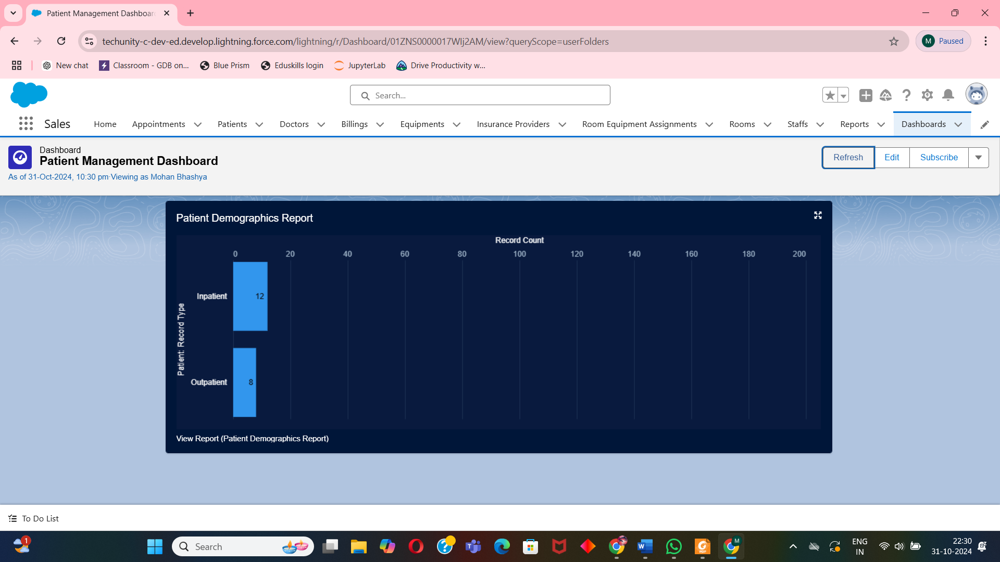 Patient Management Dashboar
techunity-c-dev-ed.develop.lightning.force.com/lightning/r/Dashboard/01ZNS0000017WIj2AM/view?queryScope=userFolders
M Paused
New chat
Classroom - GDB on...
Blue Prism
Eduskills login
JupyterLab
Drive Productivity w...
Search...
Sales
Home
Appointments
Patients
Doctors
Billings
Equipments
Insurance Providers
Room Equipment Assignments
Rooms
Staffs
Reports
Dashboards
Dashboard
Patient Management Dashboard
As of 31-Oct-2024, 10:30 pm·Viewing as Mohan Bhashya
Refresh
Edit
Subscribe
Patient Demographics Report
Record Count
0 20 40 60 80 100 120 140 160 180 200
Patient: Record Type
Inpatient
12
Outpatient
8
View Report (Patient Demographics Report)
To Do List
1
Search
ENG
IN
22:30
31-10-2024